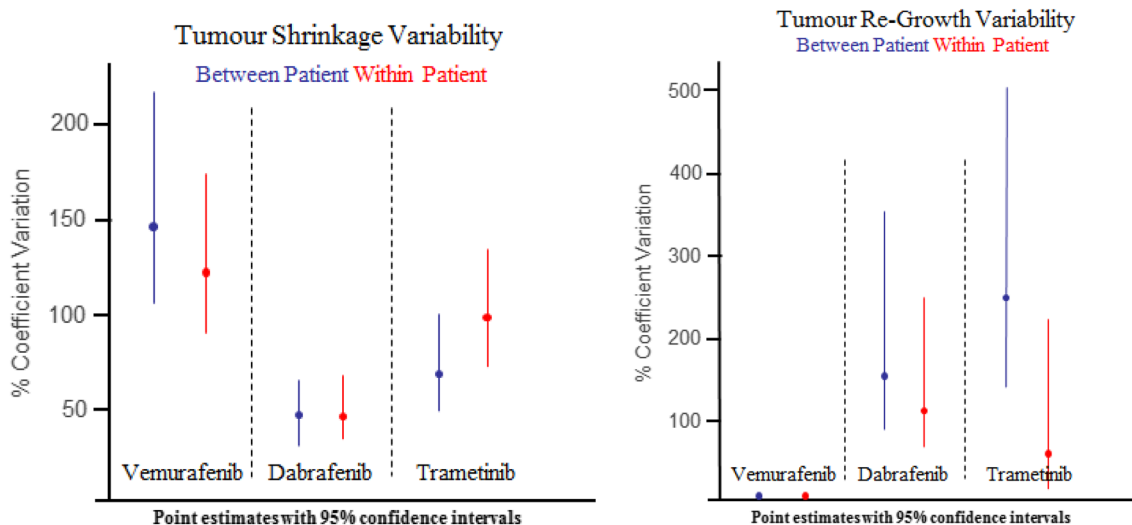 Tumour Shrinkage Variability
Between Patient Within Patient
% Coefficient Variation
200
150
100
50
Vemurafenib Dabrafenib Trametinib
Point estimates with 95% confidence intervals
Tumour Re-Growth Variability
Between Patient Within Patient
% Coefficient Variation
500
400
300
200
100
Vemurafenib Dabrafenib Trametinib
Point estimates with 95% confidence intervals